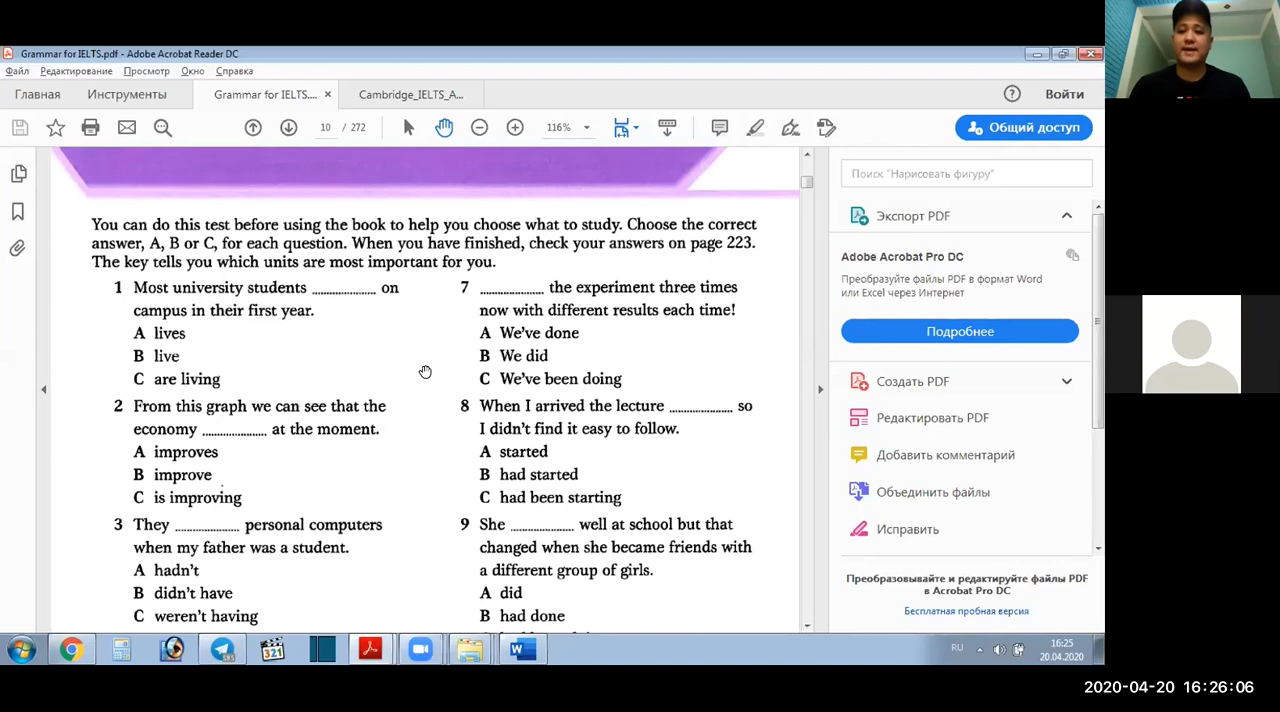 Grammar for IELTS.pdf - Adobe Acrobat Reader DC
Файл Редактирование Просмотр Окно Справка
Главная Инструменты Grammar for IELTS.... × Cambridge_IELTS_A... Войти
10 / 272 116% Общий доступ
You can do this test before using the book to help you choose what to study. Choose the correct
answer, A, B or C, for each question. When you have finished, check your answers on page 223.
The key tells you which units are most important for you.
1 Most university students .................... on
campus in their first year.
A lives
B live
C are living
2 From this graph we can see that the
economy .................... at the moment.
A improves
B improve
C is improving
3 They .................... personal computers
when my father was a student.
A hadn't
B didn't have
C weren't having
7 .................... the experiment three times
now with different results each time!
A We've done
B We did
C We've been doing
8 When I arrived the lecture .................... so
I didn't find it easy to follow.
A started
B had started
C had been starting
9 She .................... well at school but that
changed when she became friends with
a different group of girls.
A did
B had done
Поиск "Нарисовать фигуру"
Экспорт PDF
Adobe Acrobat Pro DC
Преобразуйте файлы PDF в формат Word
или Excel через Интернет
Подробнее
Создать PDF
Редактировать PDF
Добавить комментарий
Объединить файлы
Исправить
Преобразовывайте и редактируйте файлы PDF
в Acrobat Pro DC
Бесплатная пробная версия
321
RU
16:25
20.04.2020
2020-04-20 16:26:06